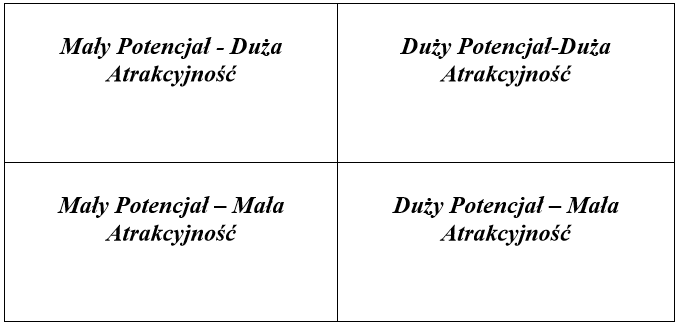 Mały Potencjał - Duża
Atrakcyjność
Duży Potencjał-Duża
Atrakcyjność
Mały Potencjał – Mała
Atrakcyjność
Duży Potencjał – Mała
Atrakcyjność